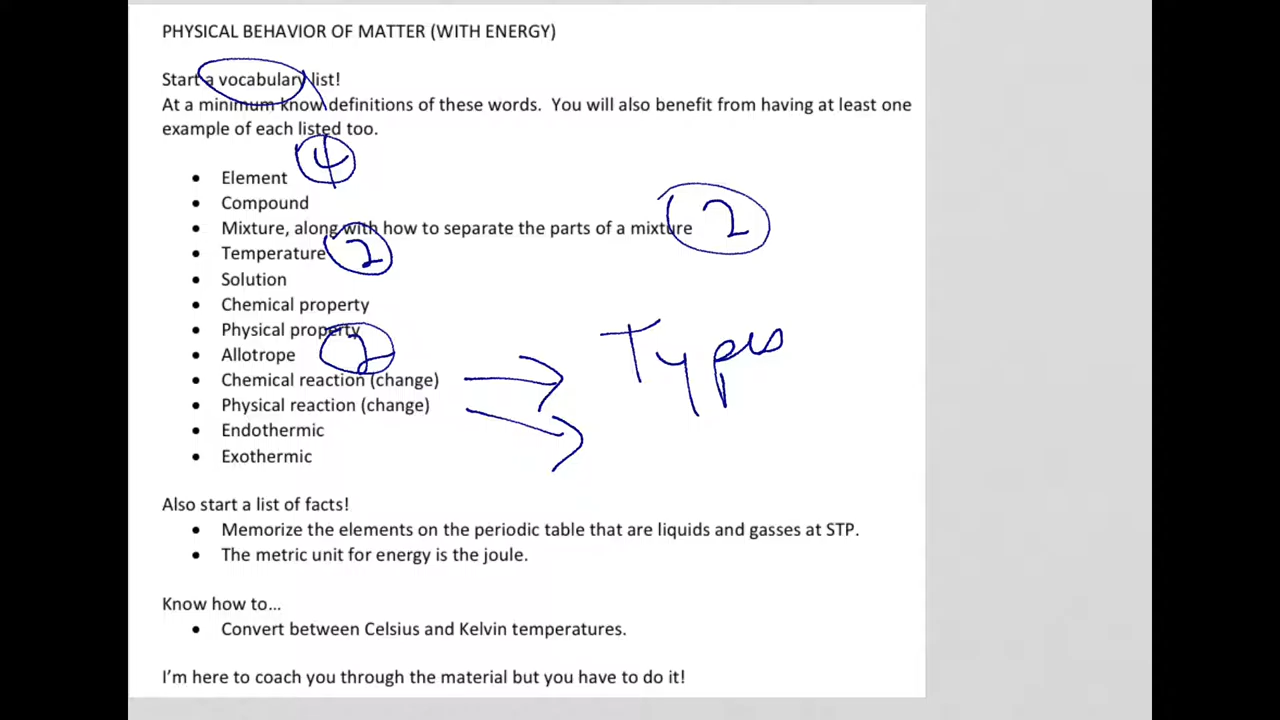 PHYSICAL BEHAVIOR OF MATTER (WITH ENERGY)
Start a vocabulary list!
At a minimum know definitions of these words. You will also benefit from having at least one
example of each listed too.
• Element 4
• Compound
• Mixture, along with how to separate the parts of a mixture 2
• Temperature 2
• Solution
• Chemical property
• Physical property
• Allotrope 2
Types
• Chemical reaction (change)
• Physical reaction (change)
• Endothermic
• Exothermic
Also start a list of facts!
• Memorize the elements on the periodic table that are liquids and gasses at STP.
• The metric unit for energy is the joule.
Know how to...
• Convert between Celsius and Kelvin temperatures.
I'm here to coach you through the material but you have to do it!